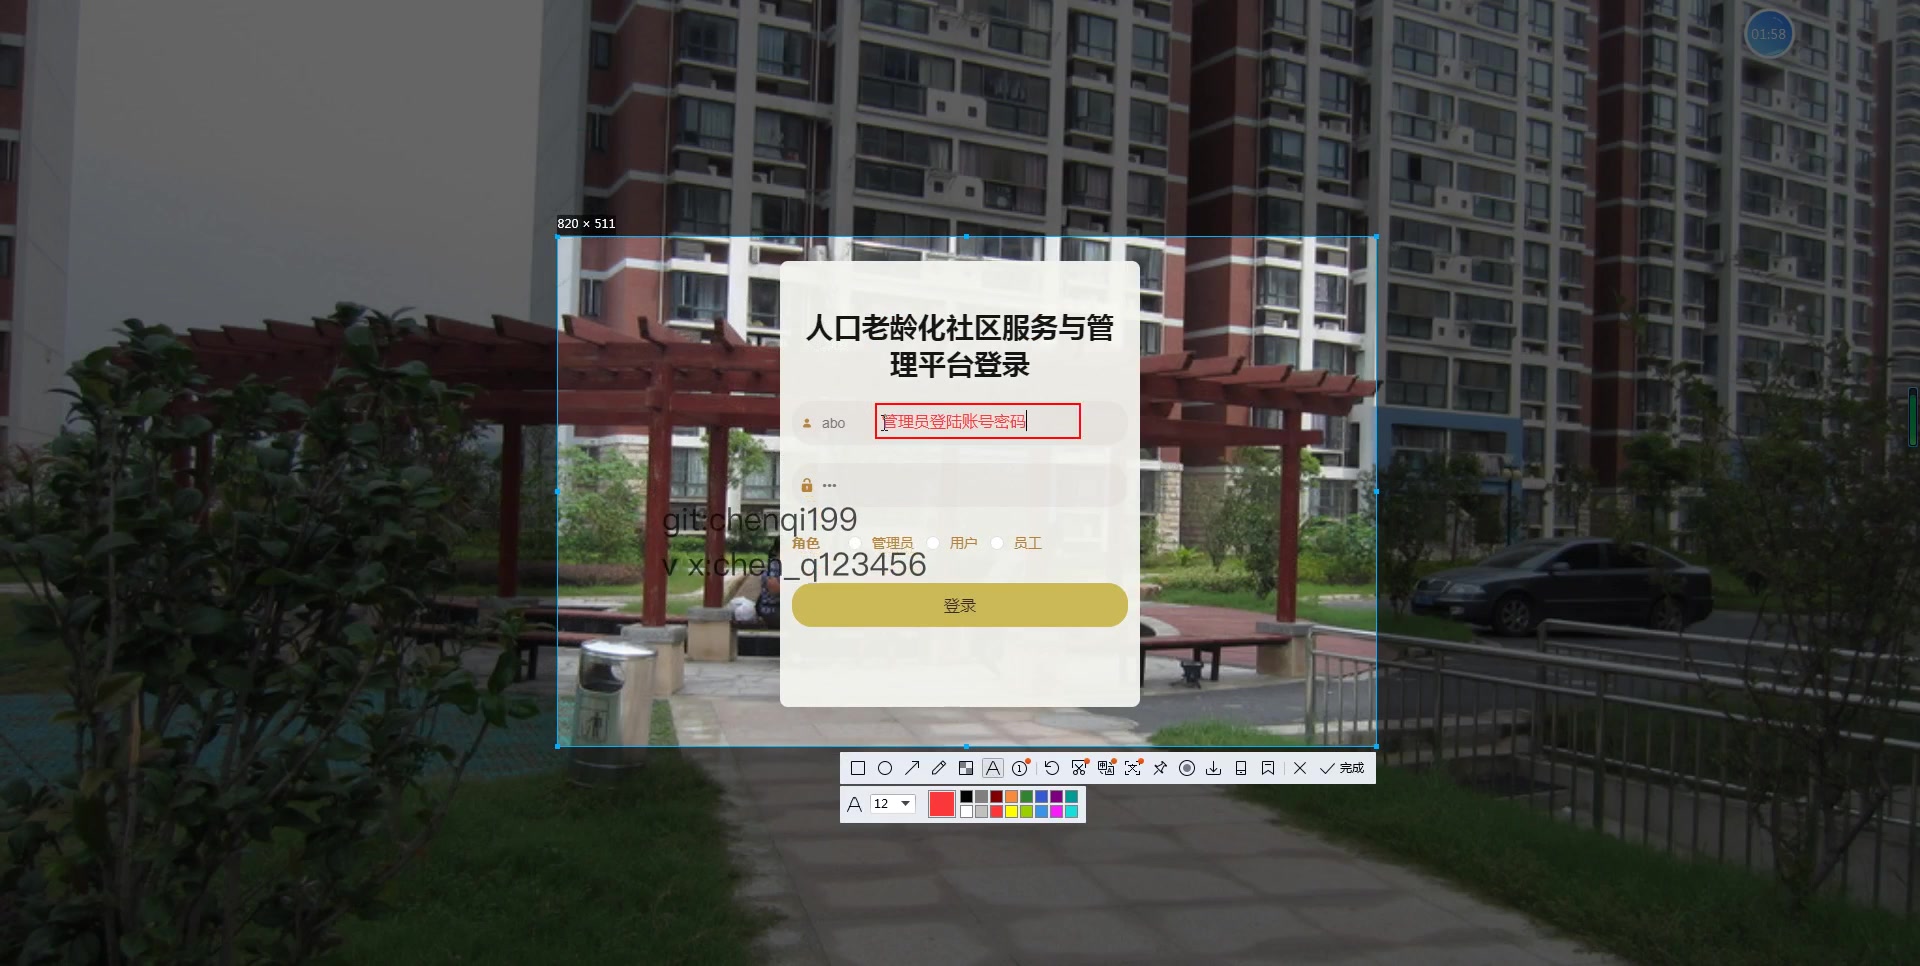 01:58
820 × 511
人口老龄化社区服务与管
理平台登录
abo
管理员登陆账号密码
•••
git:chenqi199
角色 管理员 用户 员工
v x:chen_q123456
登录
完成
A 12